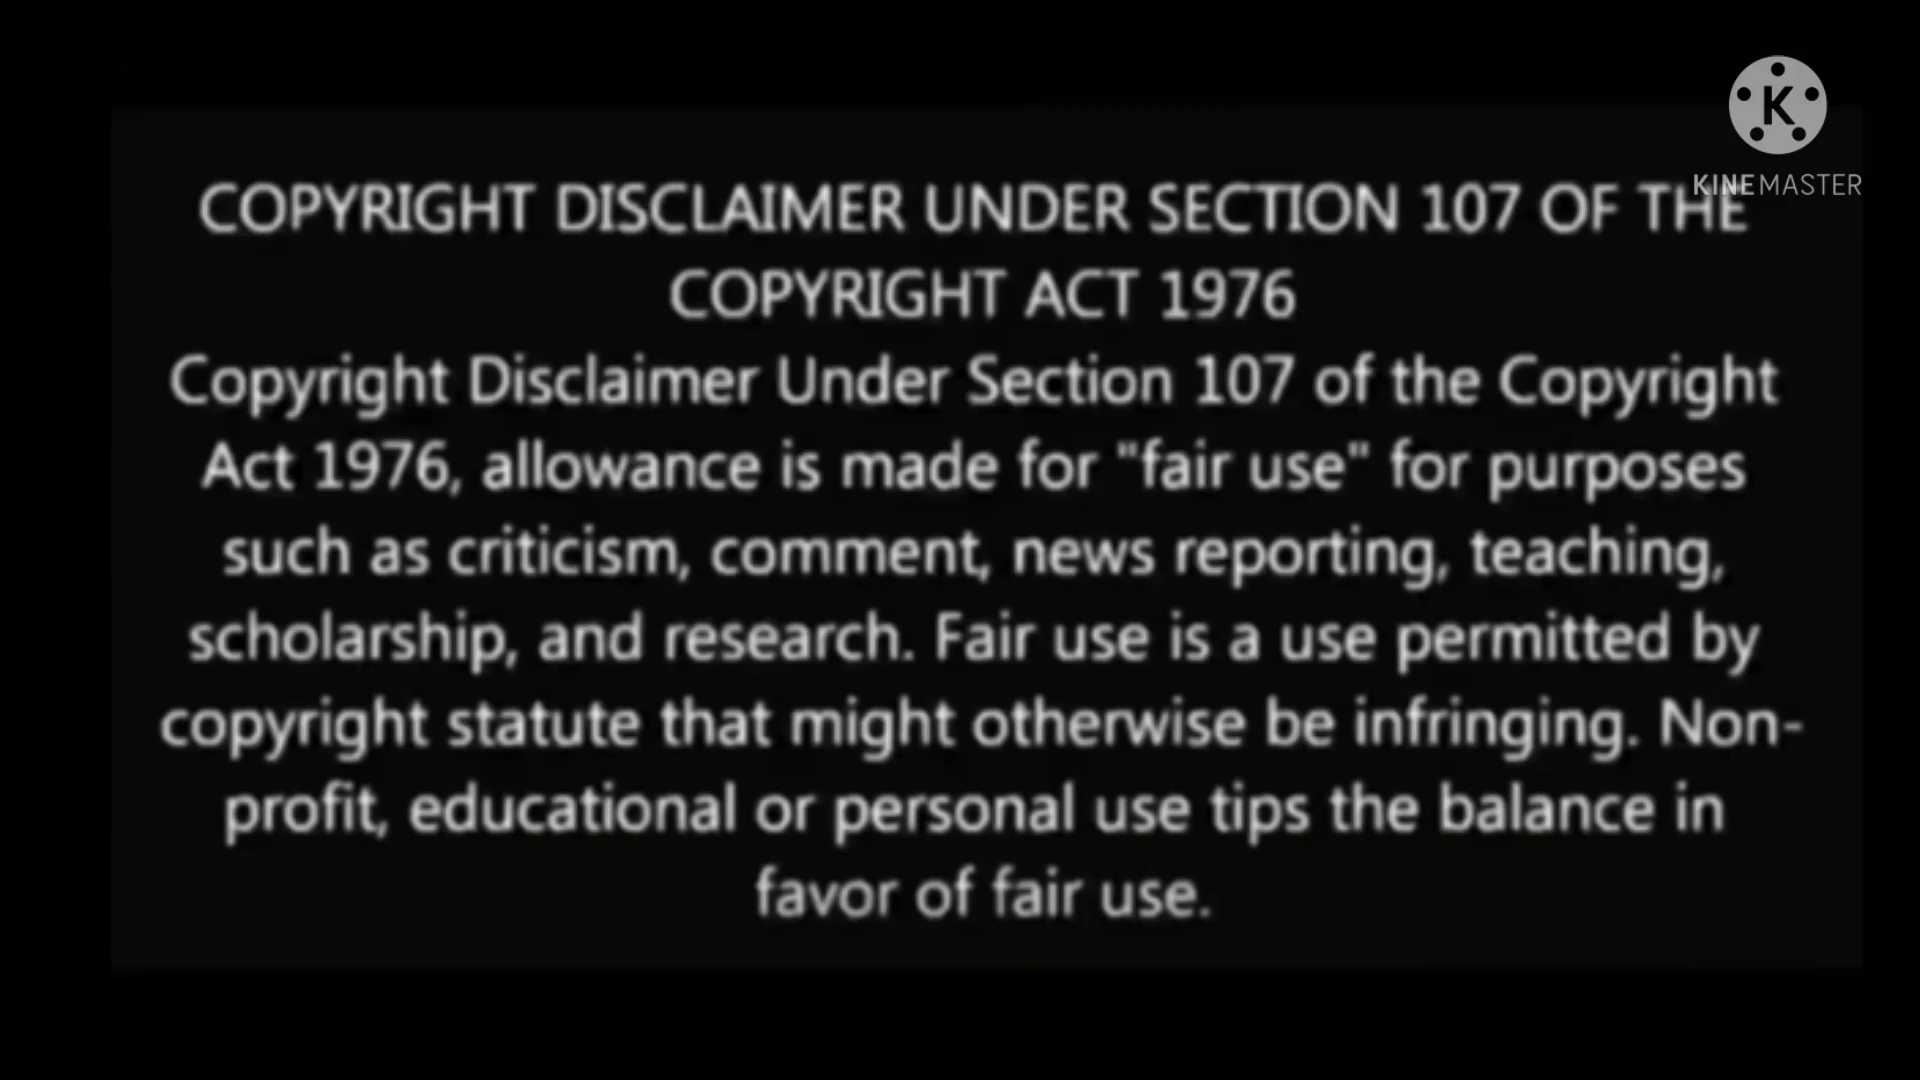 K
KINEMASTER
COPYRIGHT DISCLAIMER UNDER SECTION 107 OF THE
COPYRIGHT ACT 1976
Copyright Disclaimer Under Section 107 of the Copyright
Act 1976, allowance is made for "fair use" for purposes
such as criticism, comment, news reporting, teaching,
scholarship, and research. Fair use is a use permitted by
copyright statute that might otherwise be infringing. Non-
profit, educational or personal use tips the balance in
favor of fair use.